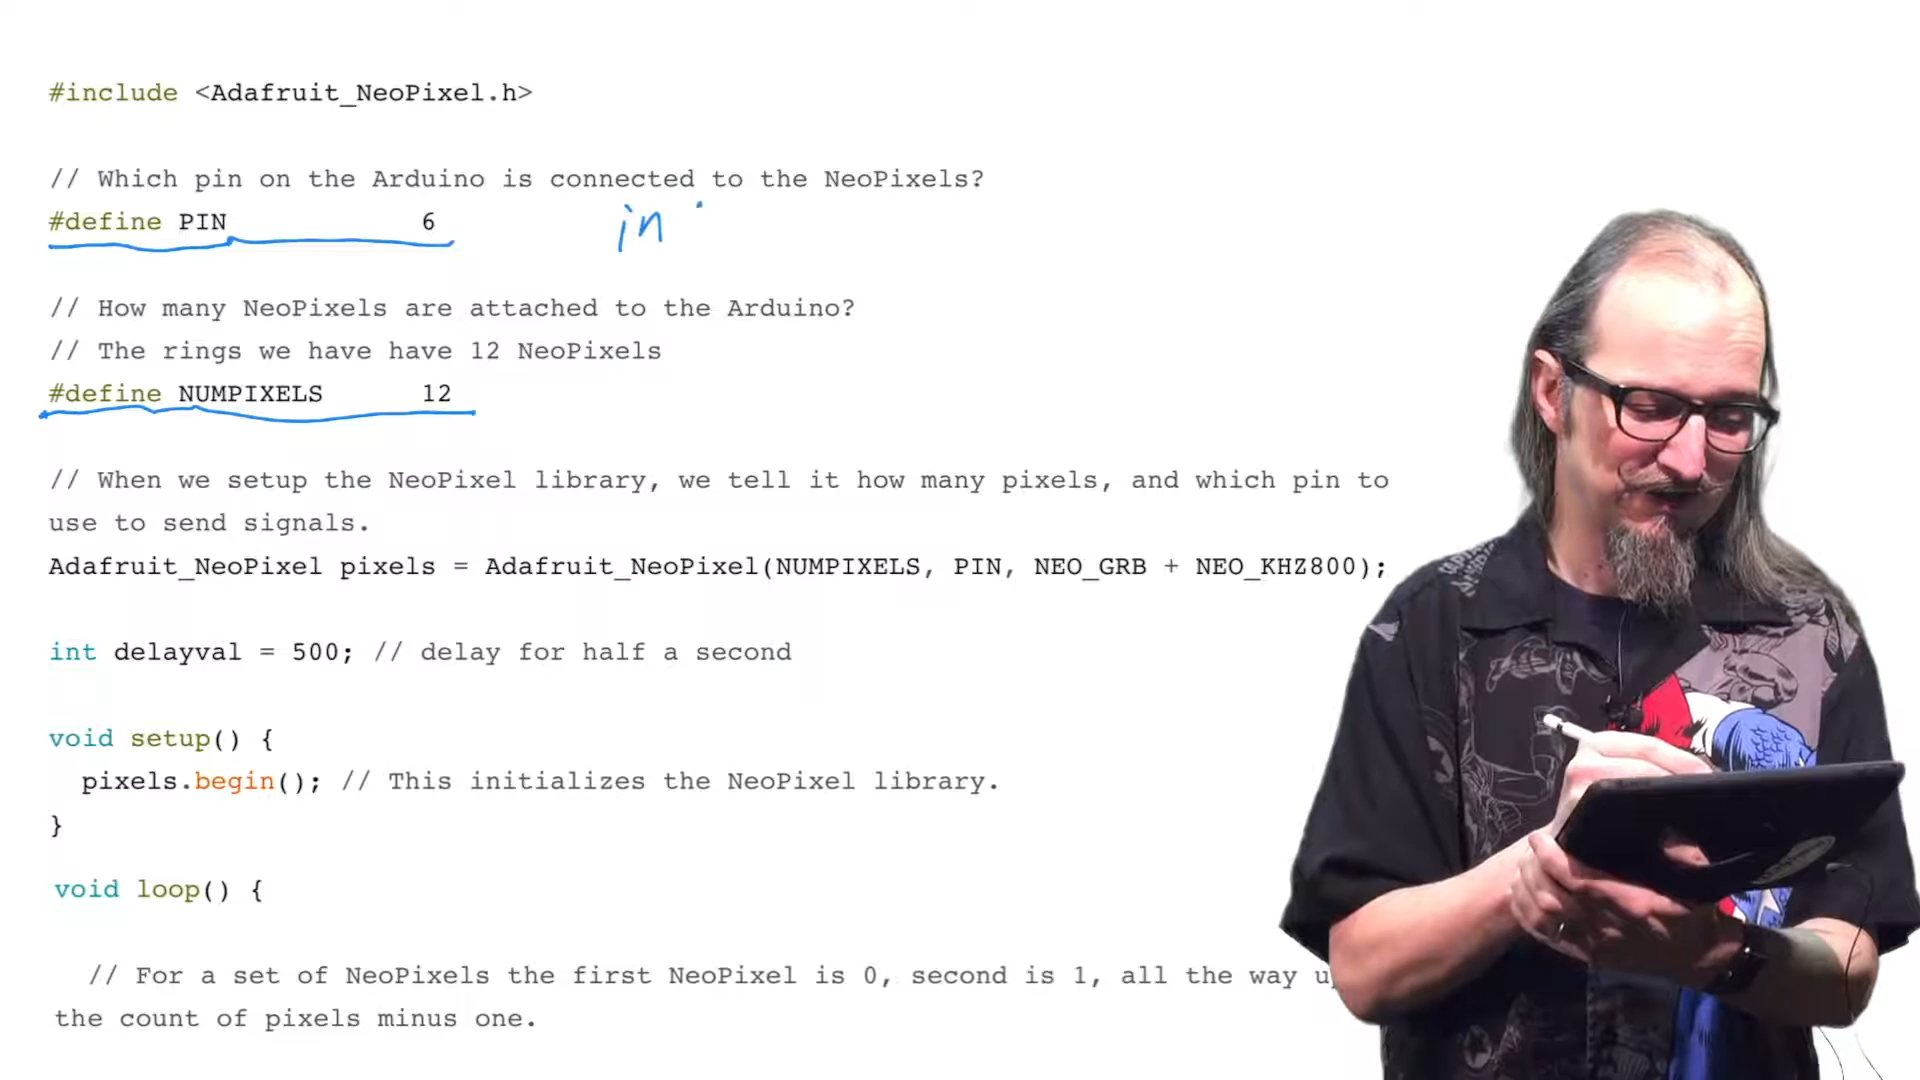 #include <Adafruit_NeoPixel.h>
// Which pin on the Arduino is connected to the NeoPixels?
#define PIN 6
in
// How many NeoPixels are attached to the Arduino?
// The rings we have have 12 NeoPixels
#define NUMPIXELS 12
// When we setup the NeoPixel library, we tell it how many pixels, and which pin to
use to send signals.
Adafruit_NeoPixel pixels = Adafruit_NeoPixel(NUMPIXELS, PIN, NEO_GRB + NEO_KHZ800);
int delayval = 500; // delay for half a second
void setup() {
pixels.begin(); // This initializes the NeoPixel library.
}
void loop() {
// For a set of NeoPixels the first NeoPixel is 0, second is 1, all the way
the count of pixels minus one.